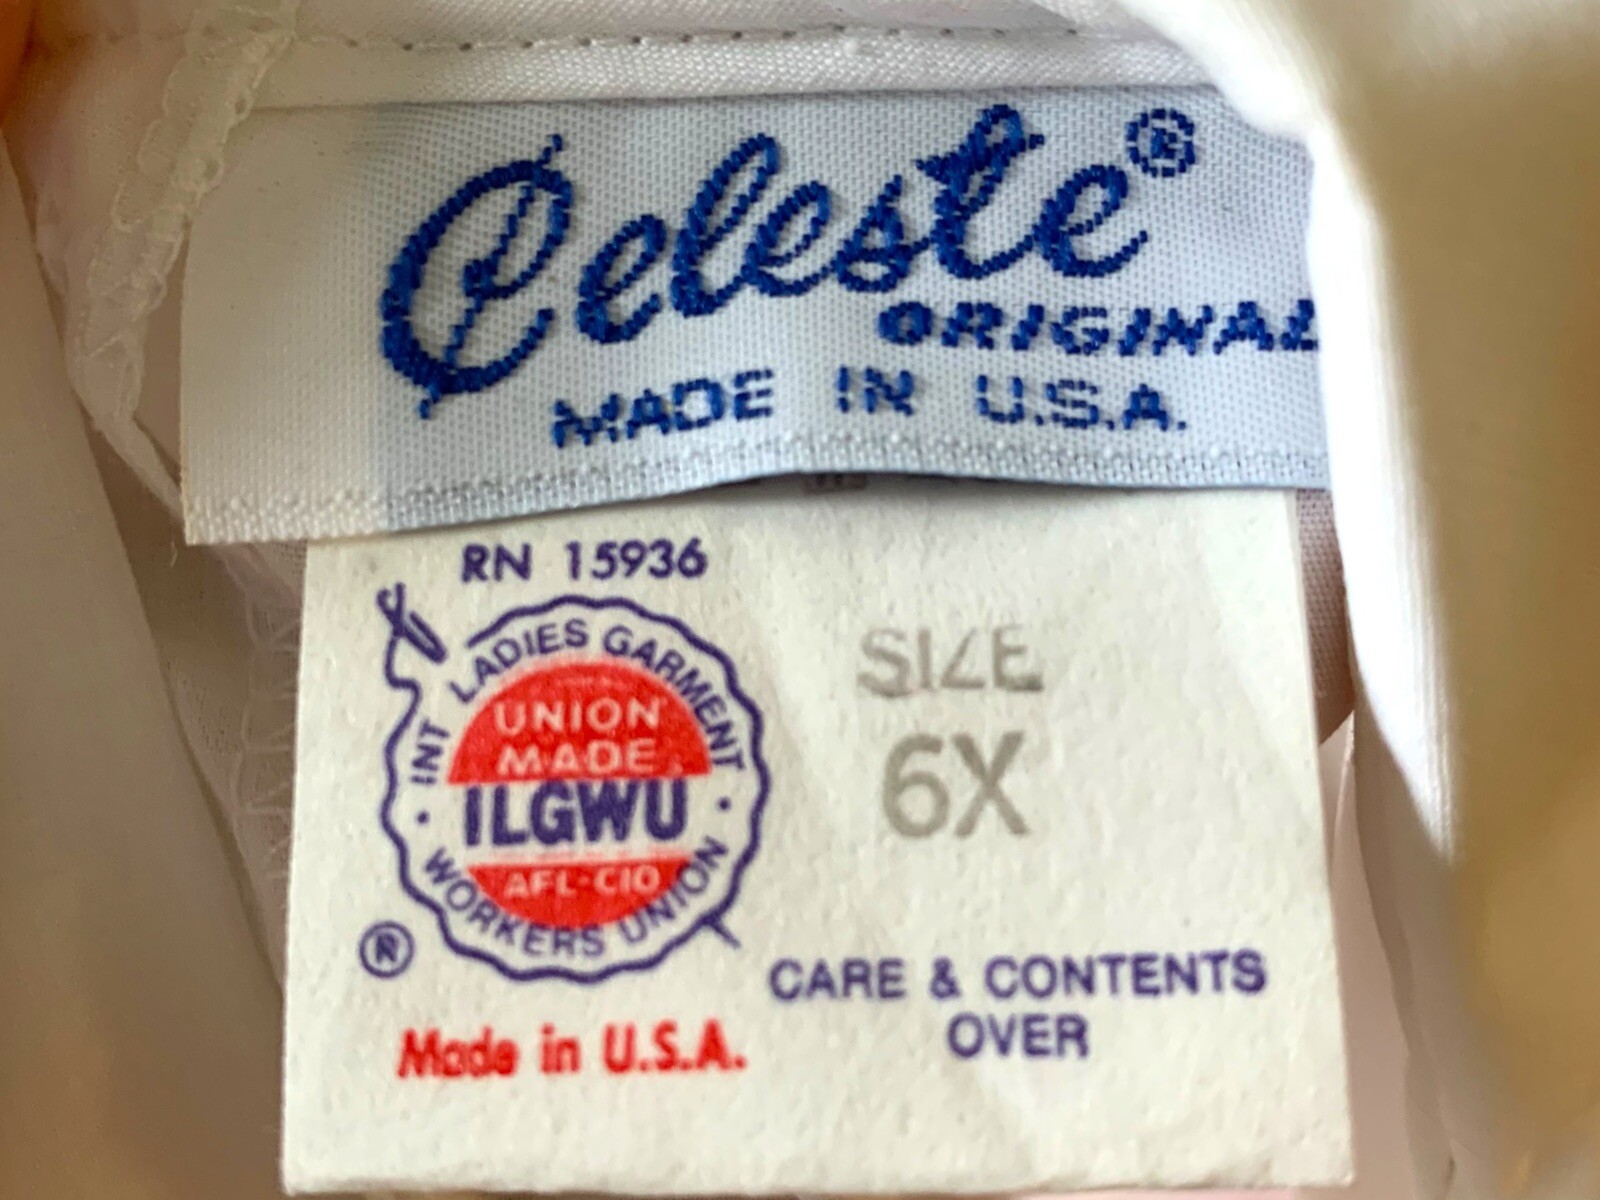 Celeste®
ORIGINAL
MADE IN U.S.A.
RN 15936
INT LADIES GARMENT
UNION
MADE
ILGWU
AFL-CIO
WORKERS UNION
®
Made in U.S.A.
SIZE
6X
CARE & CONTENTS
OVER